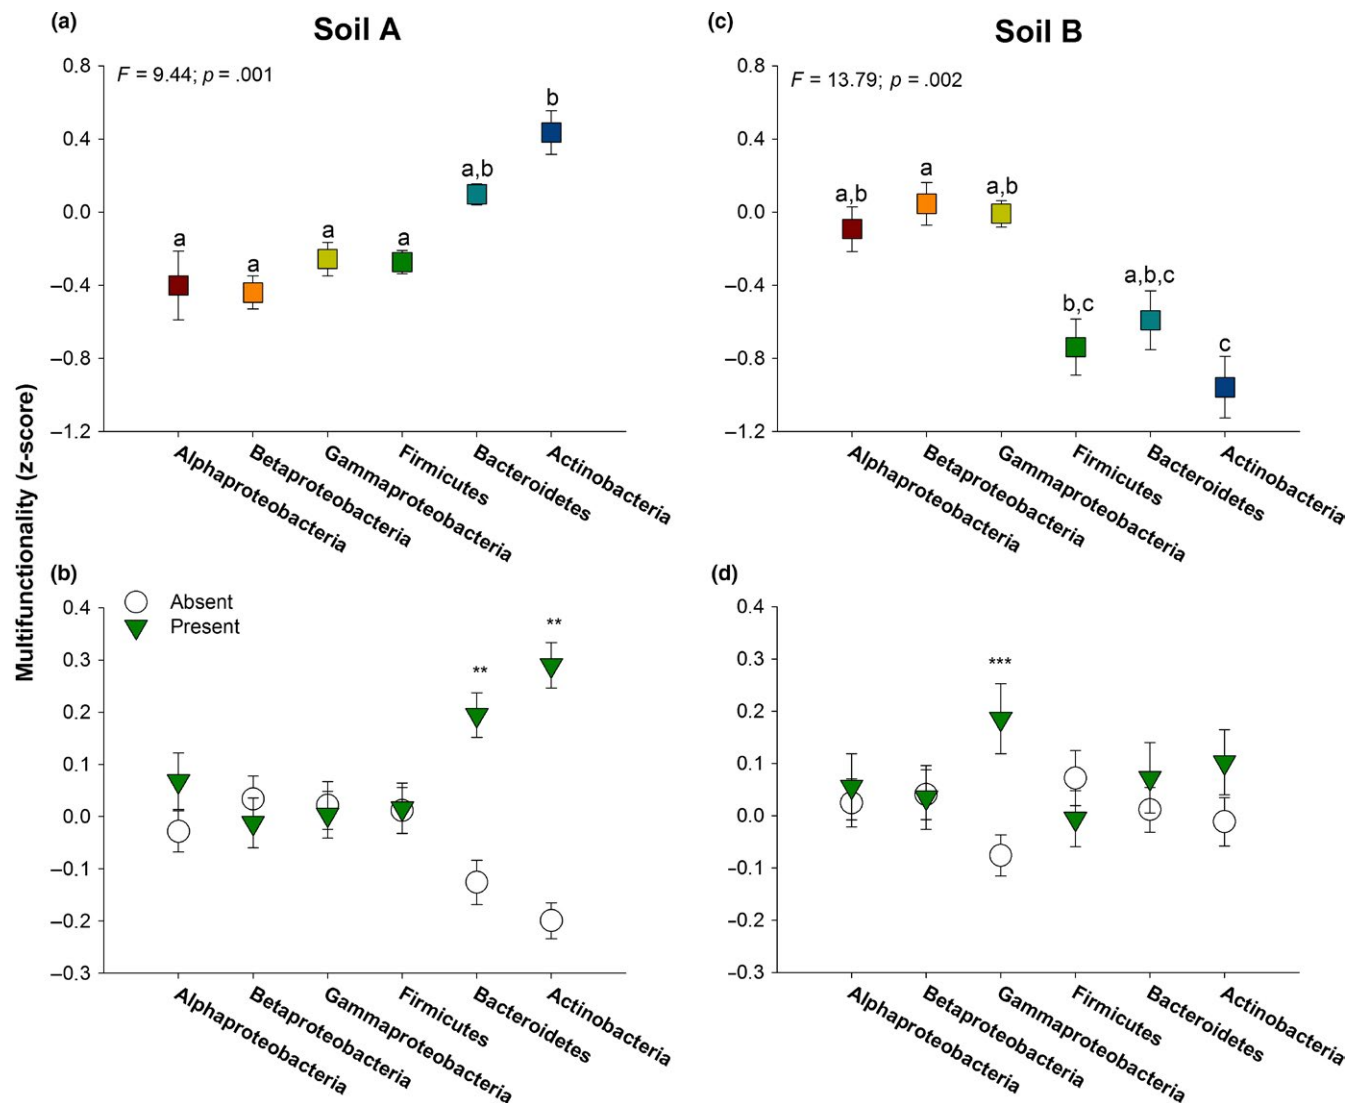 (a)
Soil A
F = 9.44; p = .001
0.8
0.4
0.0
–0.4
–0.8
–1.2
a
a
a
a
a,b
b
Alphaproteobacteria
Betaproteobacteria
Gammaproteobacteria
Firmicutes
Bacteroidetes
Actinobacteria
(c)
Soil B
F = 13.79; p = .002
0.8
0.4
0.0
–0.4
–0.8
–1.2
a,b
a
a,b
b,c
a,b,c
c
Alphaproteobacteria
Betaproteobacteria
Gammaproteobacteria
Firmicutes
Bacteroidetes
Actinobacteria
Multifunctionality (z-score)
(b)
Absent
Present
0.4
0.3
0.2
0.1
0.0
–0.1
–0.2
–0.3
**
**
Alphaproteobacteria
Betaproteobacteria
Gammaproteobacteria
Firmicutes
Bacteroidetes
Actinobacteria
(d)
0.4
0.3
0.2
0.1
0.0
–0.1
–0.2
–0.3
***
Alphaproteobacteria
Betaproteobacteria
Gammaproteobacteria
Firmicutes
Bacteroidetes
Actinobacteria